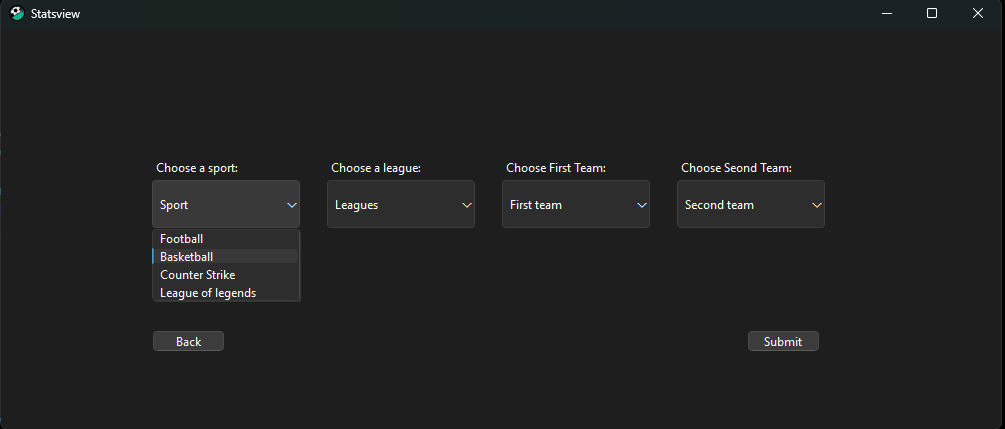 Statsview
Choose a sport:
Choose a league:
Choose First Team:
Choose Seond Team:
Sport
Leagues
First team
Second team
Football
Basketball
Counter Strike
League of legends
Back
Submit